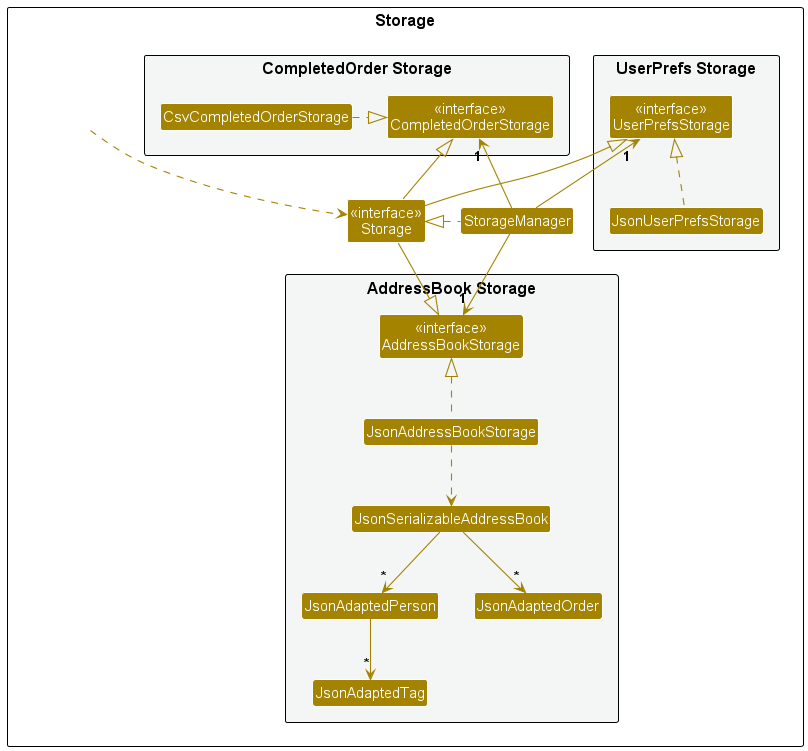 Storage
CompletedOrder Storage
UserPrefs Storage
CsvCompletedOrderStorage
«interface»
CompletedOrderStorage
«interface»
UserPrefsStorage
1
1
«interface»
Storage
StorageManager
JsonUserPrefsStorage
AddressBook Storage
1
«interface»
AddressBookStorage
JsonAddressBookStorage
JsonSerializableAddressBook
*
*
JsonAdaptedPerson
JsonAdaptedOrder
*
JsonAdaptedTag